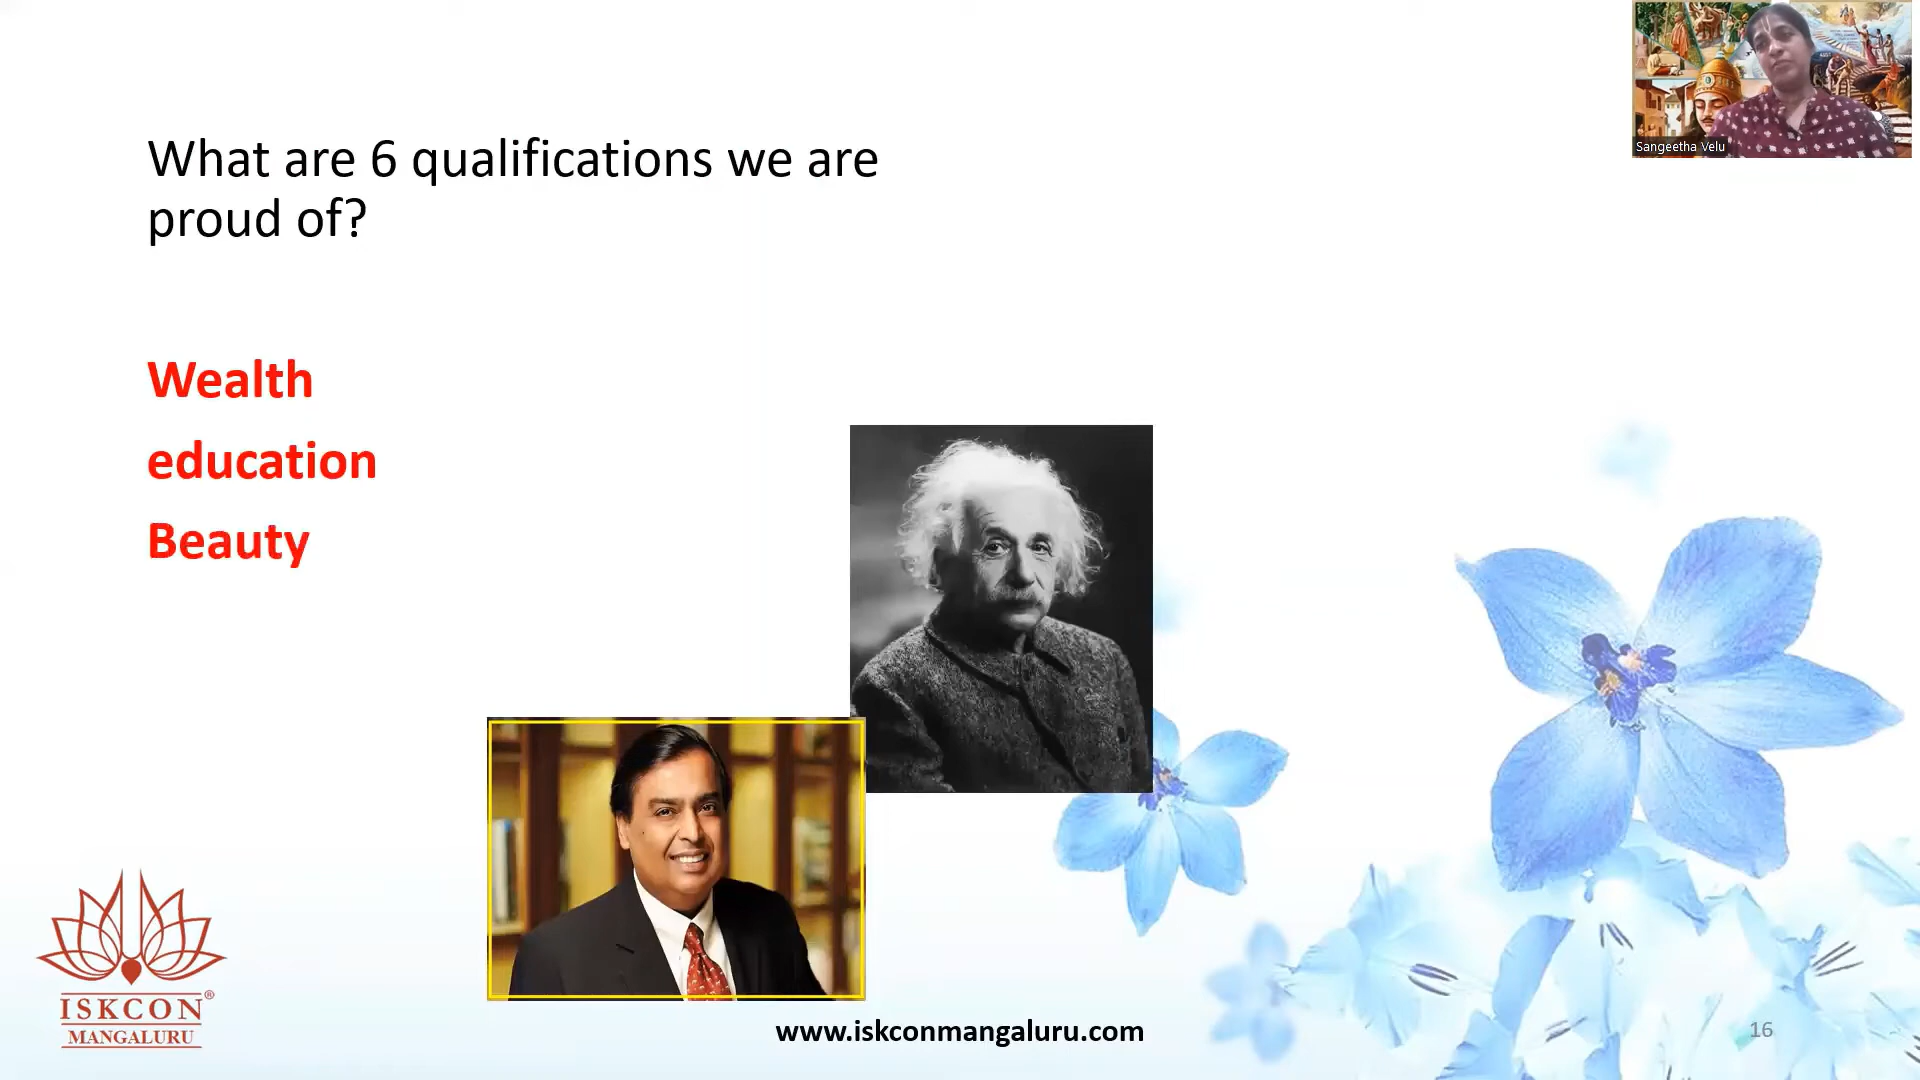 Sangeetha Velu
What are 6 qualifications we are
proud of?
Wealth
education
Beauty
ISKCON®
MANGALURU
www.iskconmangaluru.com
16